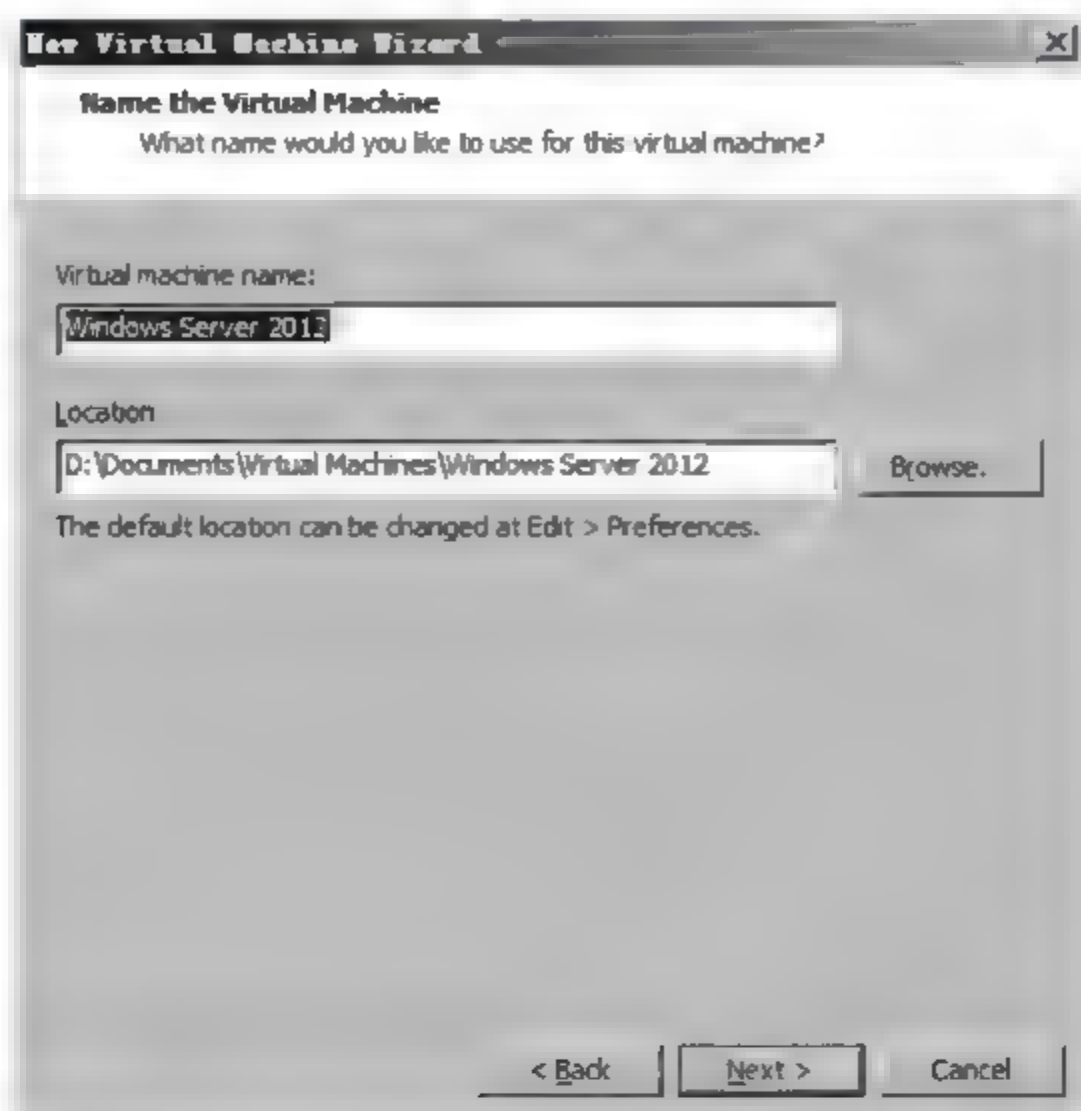 New Virtual Machine Wizard
Name the Virtual Machine
What name would you like to use for this virtual machine?
Virtual machine name:
Windows Server 2012
Location
D:\Documents\Virtual Machines\Windows Server 2012
Browse.
The default location can be changed at Edit > Preferences.
< Back
Next >
Cancel